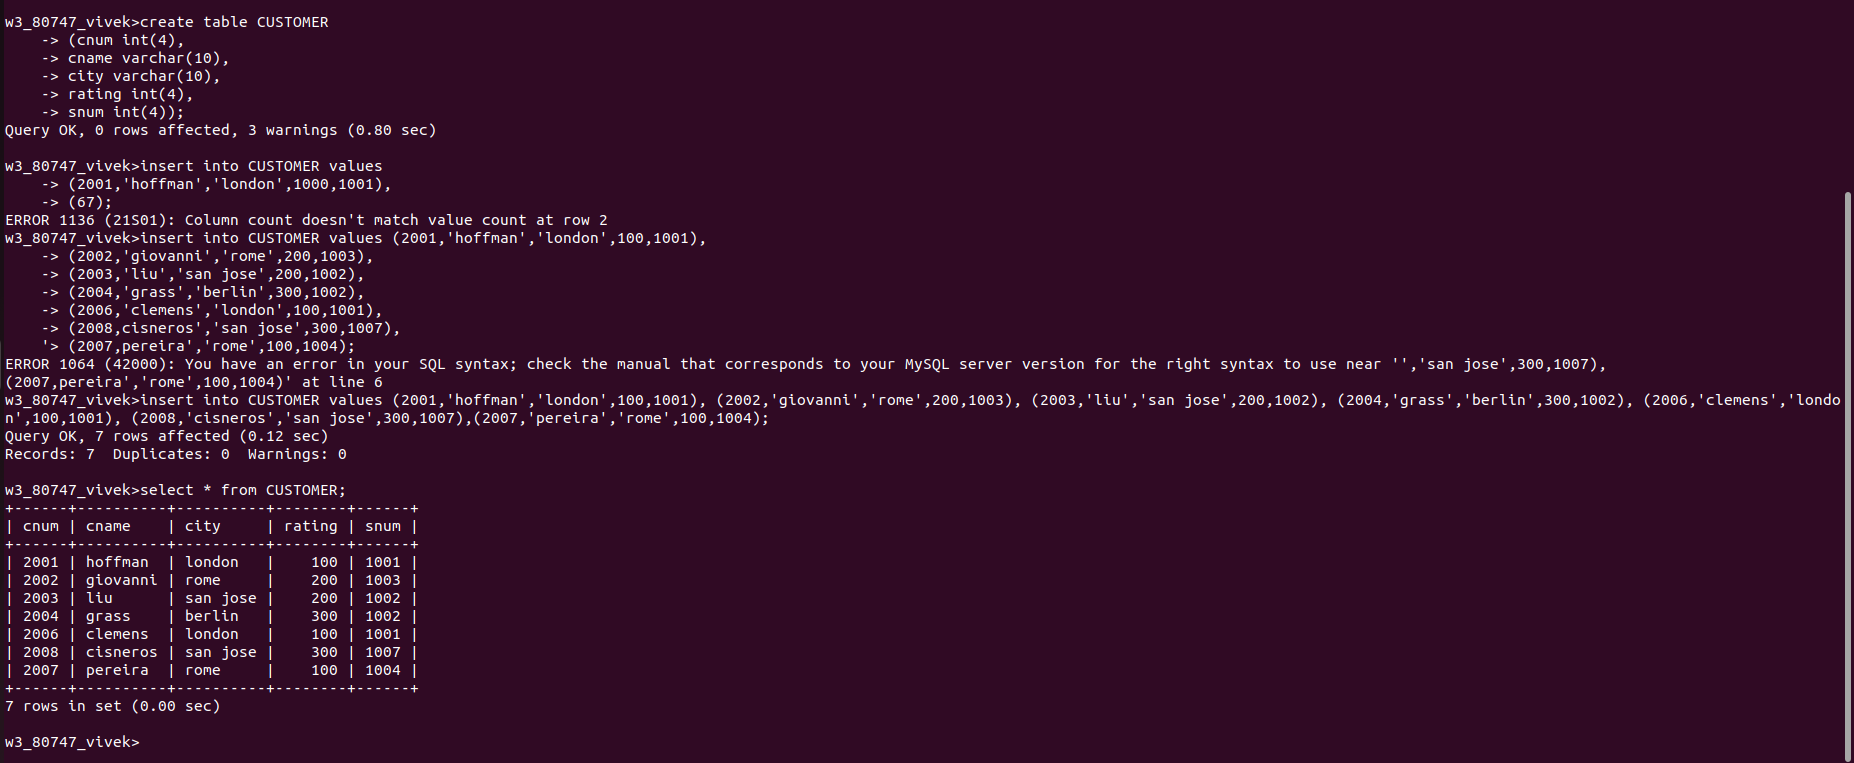 w3_80747_vivek>create table CUSTOMER
    -> (cnum int(4),
    -> cname varchar(10),
    -> city varchar(10),
    -> rating int(4),
    -> snum int(4));
Query OK, 0 rows affected, 3 warnings (0.80 sec)

w3_80747_vivek>insert into CUSTOMER values
    -> (2001,'hoffman','london',1000,1001),
    -> (67);
ERROR 1136 (21S01): Column count doesn't match value count at row 2
w3_80747_vivek>insert into CUSTOMER values (2001,'hoffman','london',100,1001),
    -> (2002,'giovanni','rome',200,1003),
    -> (2003,'liu','san jose',200,1002),
    -> (2004,'grass','berlin',300,1002),
    -> (2006,'clemens','london',100,1001),
    -> (2008,cisneros','san jose',300,1007),
    '> (2007,pereira','rome',100,1004);
ERROR 1064 (42000): You have an error in your SQL syntax; check the manual that corresponds to your MySQL server version for the right syntax to use near '','san jose',300,1007),
(2007,pereira','rome',100,1004)' at line 6
w3_80747_vivek>insert into CUSTOMER values (2001,'hoffman','london',100,1001), (2002,'giovanni','rome',200,1003), (2003,'liu','san jose',200,1002), (2004,'grass','berlin',300,1002), (2006,'clemens','londo
n',100,1001), (2008,'cisneros','san jose',300,1007),(2007,'pereira','rome',100,1004);
Query OK, 7 rows affected (0.12 sec)
Records: 7  Duplicates: 0  Warnings: 0

w3_80747_vivek>select * from CUSTOMER;
+------+----------+----------+--------+------+
| cnum | cname    | city     | rating | snum |
+------+----------+----------+--------+------+
| 2001 | hoffman  | london   |    100 | 1001 |
| 2002 | giovanni | rome     |    200 | 1003 |
| 2003 | liu      | san jose |    200 | 1002 |
| 2004 | grass    | berlin   |    300 | 1002 |
| 2006 | clemens  | london   |    100 | 1001 |
| 2008 | cisneros | san jose |    300 | 1007 |
| 2007 | pereira  | rome     |    100 | 1004 |
+------+----------+----------+--------+------+
7 rows in set (0.00 sec)

w3_80747_vivek>